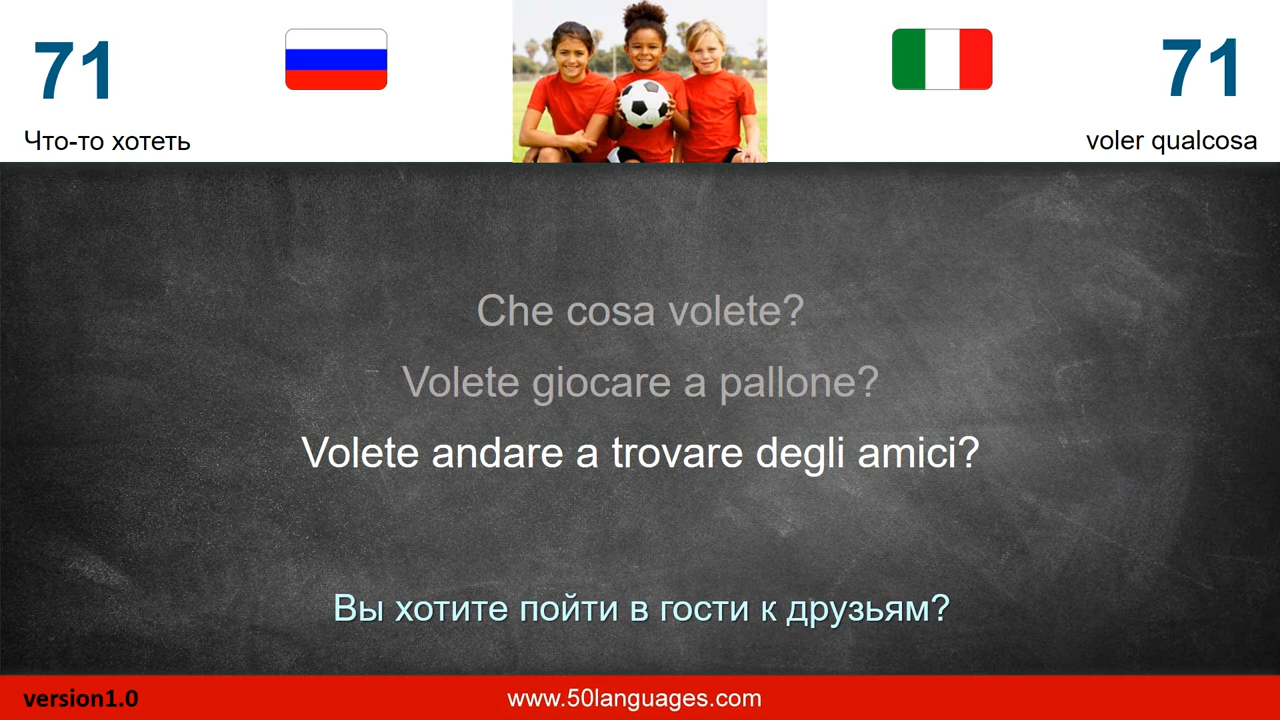 71
71
Что-то хотеть
voler qualcosa
Che cosa volete?
Volete giocare a pallone?
Volete andare a trovare degli amici?
Вы хотите пойти в гости к друзьям?
version1.0
www.50languages.com